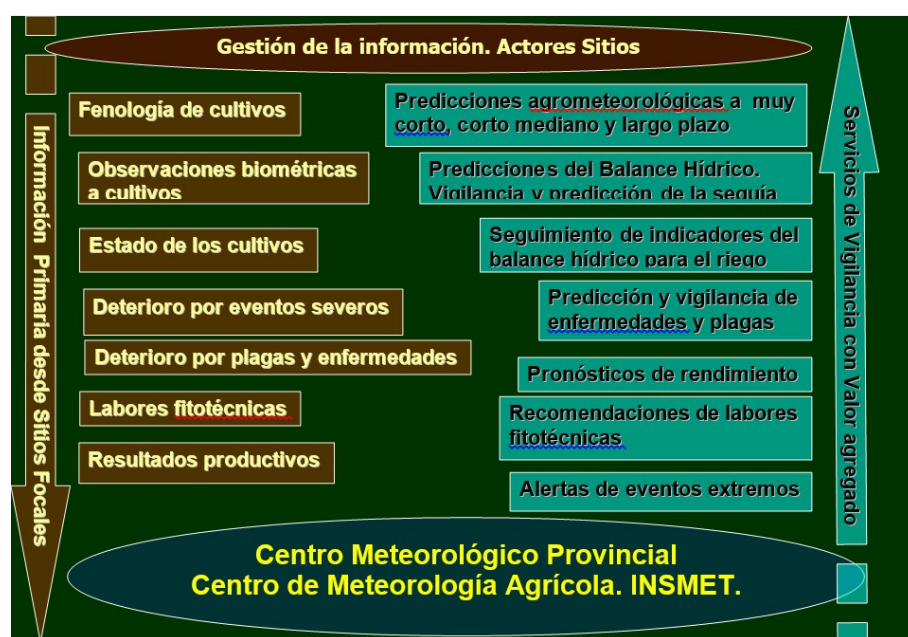 Gestión de la información. Actores Sitios
Información Primaria desde Sitios Focales
Fenología de cultivos
Observaciones biométricas
a cultivos
Estado de los cultivos
Deterioro por eventos severos
Deterioro por plagas y enfermedades
Labores fitotécnicas
Resultados productivos
Predicciones agrometeorológicas a muy
corto, corto mediano y largo plazo
Predicciones del Balance Hídrico.
Vigilancia y predicción de la sequía
Seguimiento de indicadores del
balance hídrico para el riego
Predicción y vigilancia de
enfermedades y plagas
Pronósticos de rendimiento
Recomendaciones de labores
fitotécnicas
Alertas de eventos extremos
Servicios de Vigilancia con Valor agregado
Centro Meteorológico Provincial
Centro de Meteorología Agrícola. INSMET.